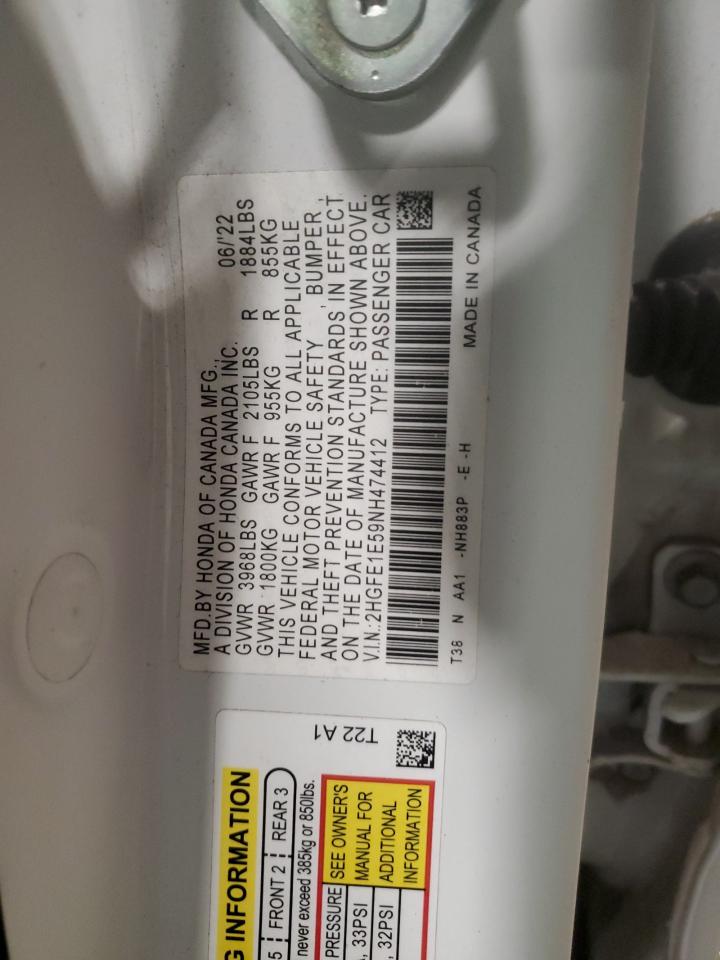 MFD.BY HONDA OF CANADA MFG.,
06/'22
A DIVISION OF HONDA CANADA INC.
GVWR 3968LBS GAWR F 2105LBS R 1884LBS
GVWR 1800KG GAWR F 955KG R 855KG
THIS VEHICLE CONFORMS TO ALL APPLICABLE
FEDERAL MOTOR VEHICLE SAFETY , BUMPER ,
AND THEFT PREVENTION STANDARDS IN EFFECT
ON THE DATE OF MANUFACTURE SHOWN ABOVE.
V.I.N.:2HGFE1E59NH474412 TYPE: PASSENGER CAR
T38 N AA1 -NH883P -E -H
MADE IN CANADA
T22 A1
G INFORMATION
5 FRONT 2 REAR 3
never exceed 385kg or 850lbs.
PRESSURE SEE OWNER'S
MANUAL FOR
ADDITIONAL
INFORMATION
, 33PSI
, 32PSI